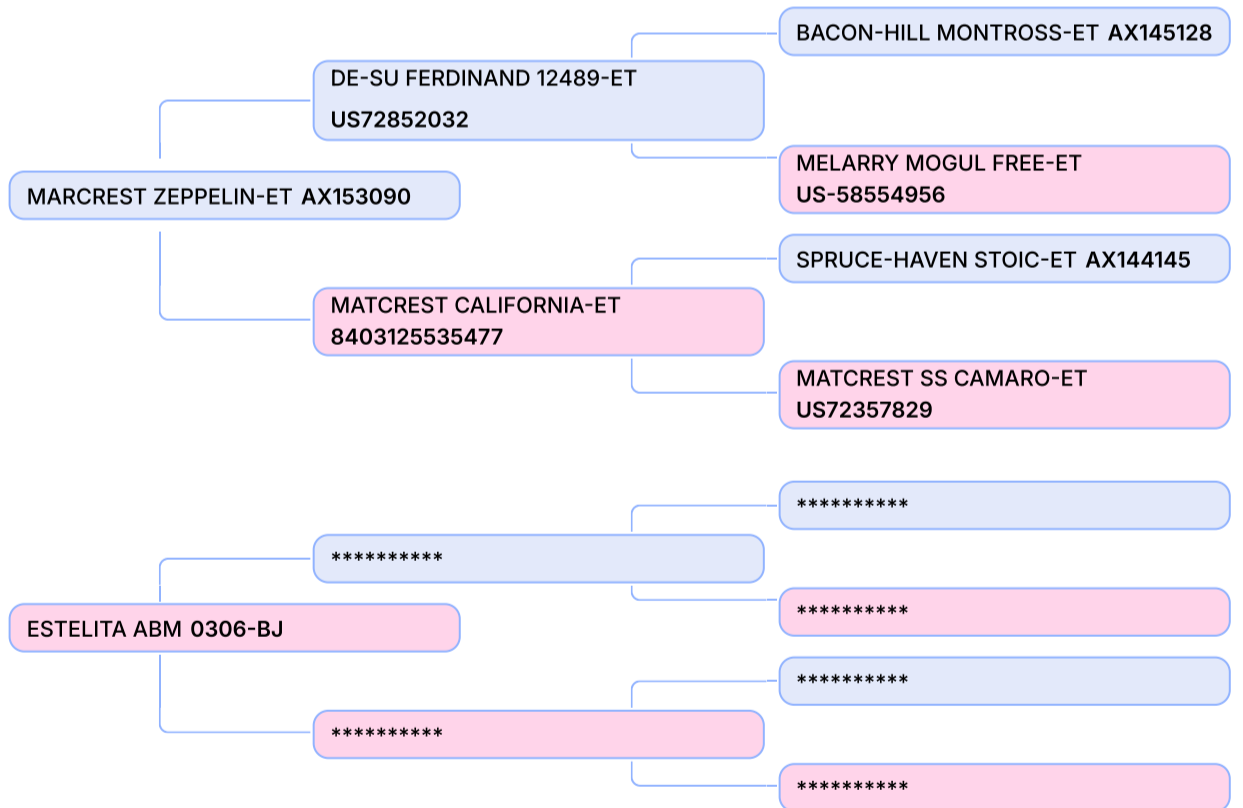 BACON-HILL MONTROSS-ET AX145128
DE-SU FERDINAND 12489-ET
US72852032
MELARRY MOGUL FREE-ET
US-58554956
MARCREST ZEPPELIN-ET AX153090
SPRUCE-HAVEN STOIC-ET AX144145
MATCREST CALIFORNIA-ET
8403125535477
MATCREST SS CAMARO-ET
US72357829
**********
**********
**********
ESTELITA ABM 0306-BJ
**********
**********
**********